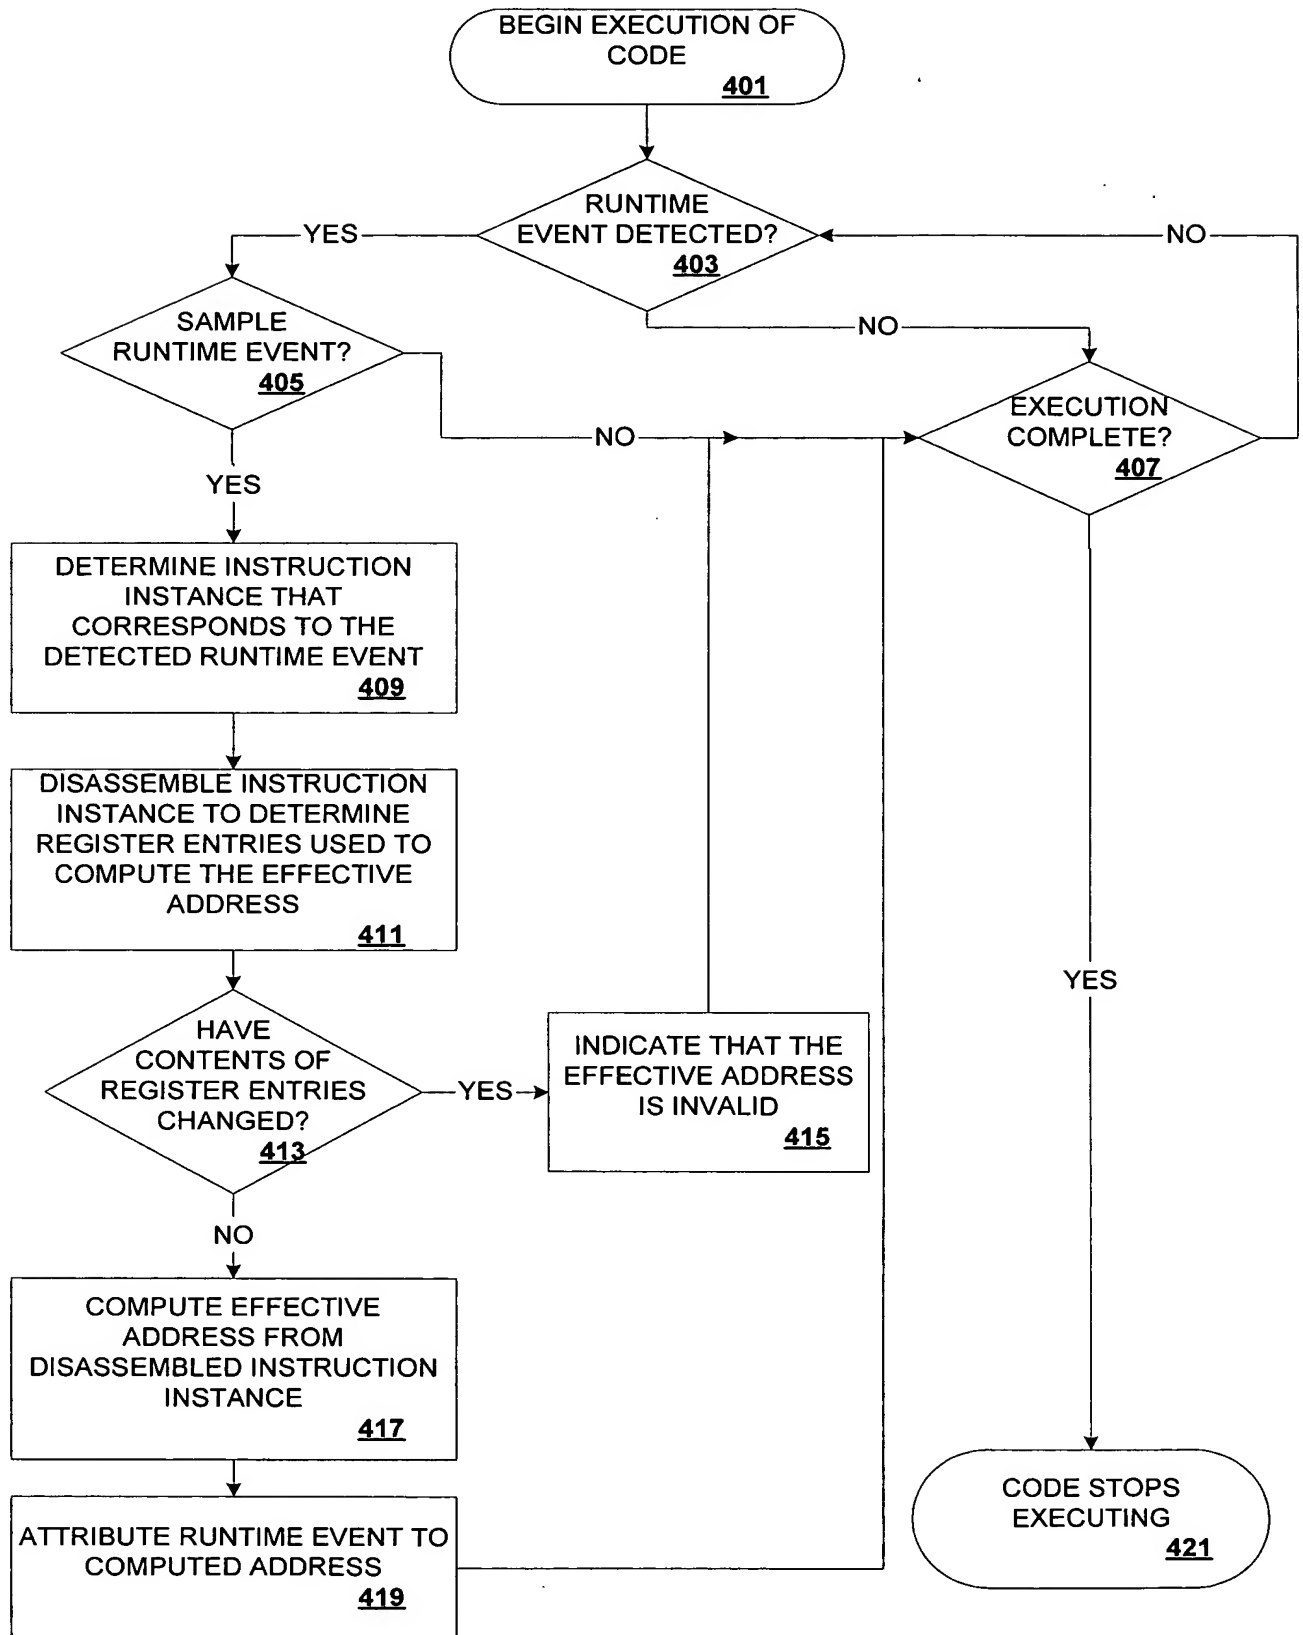 BEGIN EXECUTION OF
CODE
401
RUNTIME
EVENT DETECTED?
403
YES
NO
NO
SAMPLE
RUNTIME EVENT?
405
EXECUTION
COMPLETE?
407
NO
YES
DETERMINE INSTRUCTION
INSTANCE THAT
CORRESPONDS TO THE
DETECTED RUNTIME EVENT
409
DISASSEMBLE INSTRUCTION
INSTANCE TO DETERMINE
REGISTER ENTRIES USED TO
COMPUTE THE EFFECTIVE
ADDRESS
411
YES
HAVE
CONTENTS OF
REGISTER ENTRIES
CHANGED?
413
YES
INDICATE THAT THE
EFFECTIVE ADDRESS
IS INVALID
415
NO
COMPUTE EFFECTIVE
ADDRESS FROM
DISASSEMBLED INSTRUCTION
INSTANCE
417
ATTRIBUTE RUNTIME EVENT TO
COMPUTED ADDRESS
419
CODE STOPS
EXECUTING
421